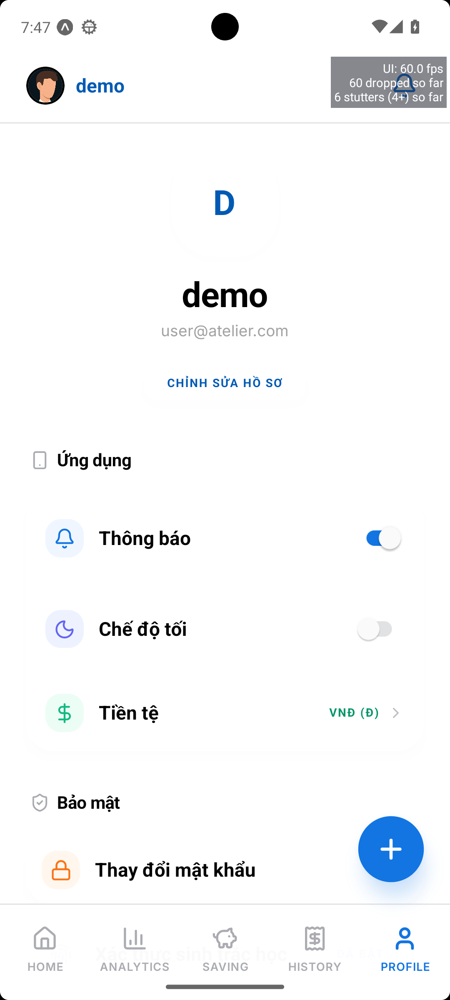 7:47
demo
UI: 60.0 fps
60 dropped so far
6 stutters (4+) so far
D
demo
user@atelier.com
CHỈNH SỬA HỒ SƠ
Ứng dụng
Thông báo
Chế độ tối
Tiền tệ
VNĐ (Đ)
Bảo mật
Thay đổi mật khẩu
Xác thực sinh trắc học
ĐÃ BẬT
HOME
ANALYTICS
SAVING
HISTORY
PROFILE